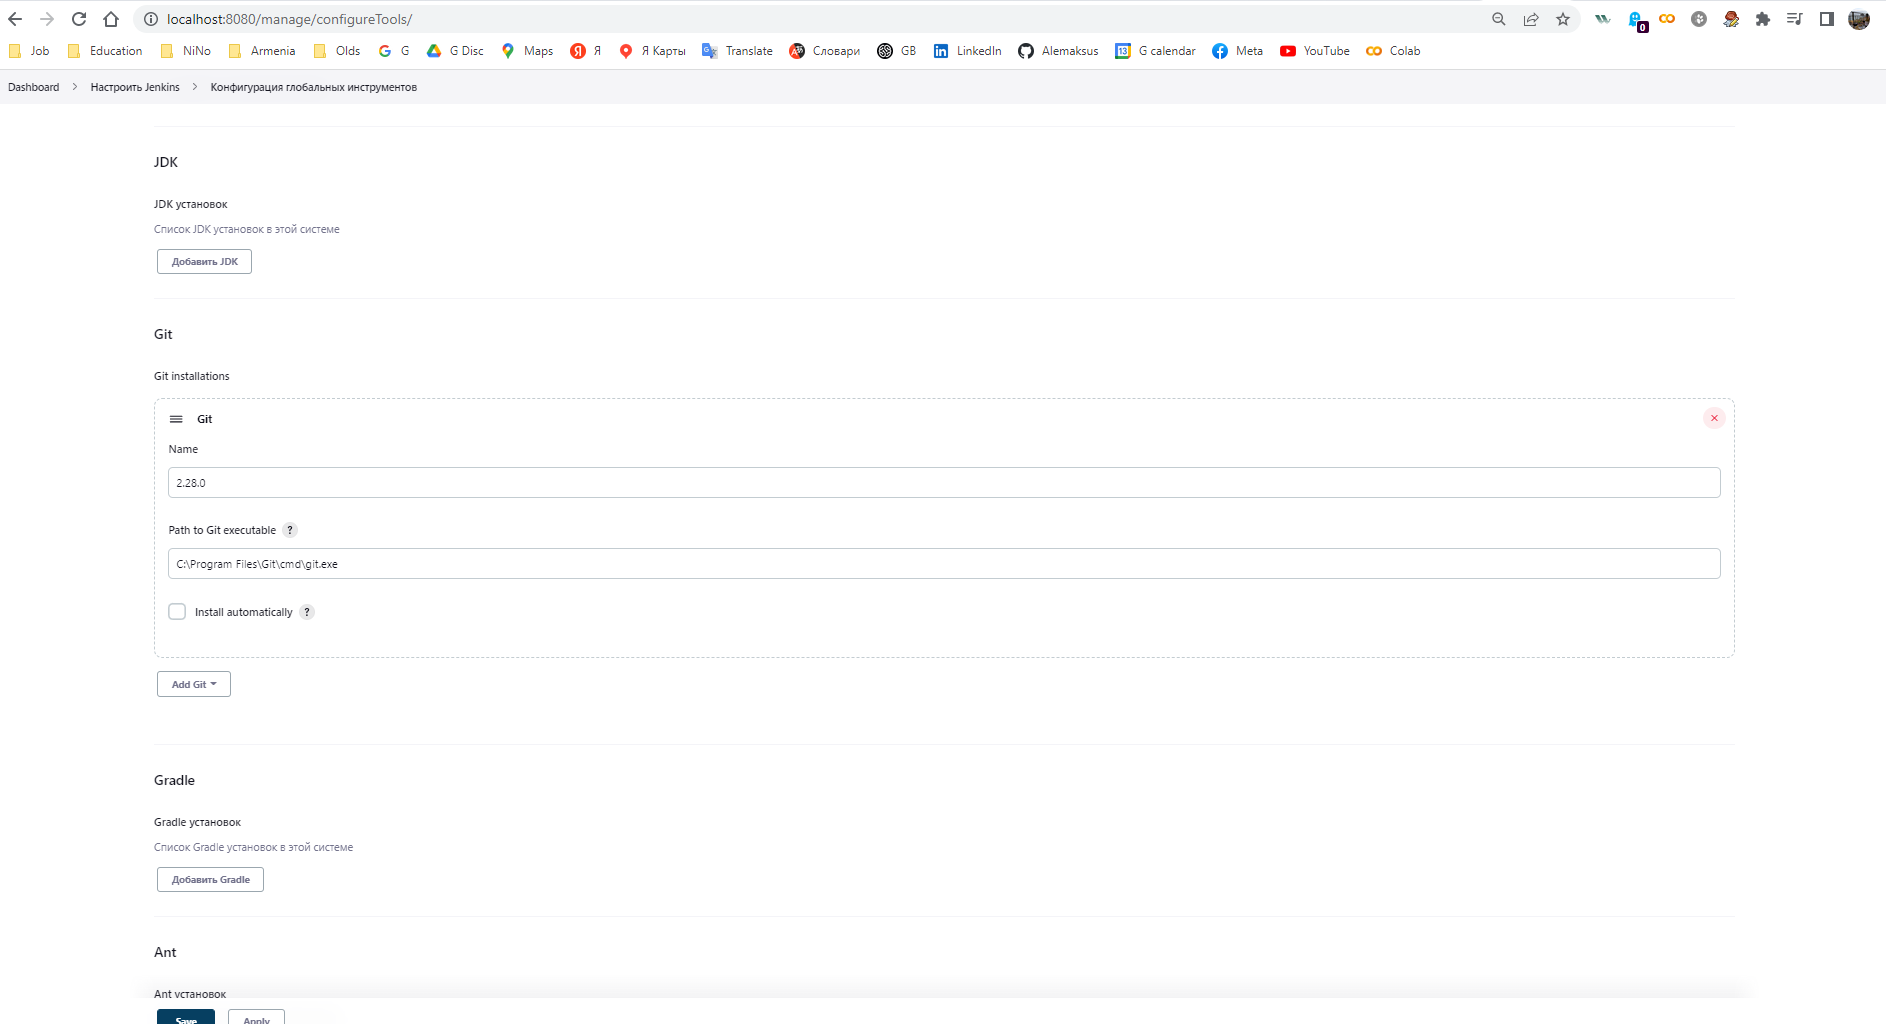 localhost:8080/manage/configureTools/
0
Job Education NiNo Armenia Olds G G Disc Maps Я Я Карты Translate Словари GB LinkedIn Alemaksus G calendar Meta YouTube Colab
Dashboard > Настроить Jenkins > Конфигурация глобальных инструментов
JDK
JDK установок
Список JDK установок в этой системе
Добавить JDK
Git
Git installations
Git
Name
2.28.0
Path to Git executable ?
C:\Program Files\Git\cmd\git.exe
Install automatically ?
Add Git
Gradle
Gradle установок
Список Gradle установок в этой системе
Добавить Gradle
Ant
Ant установок
Save Apply